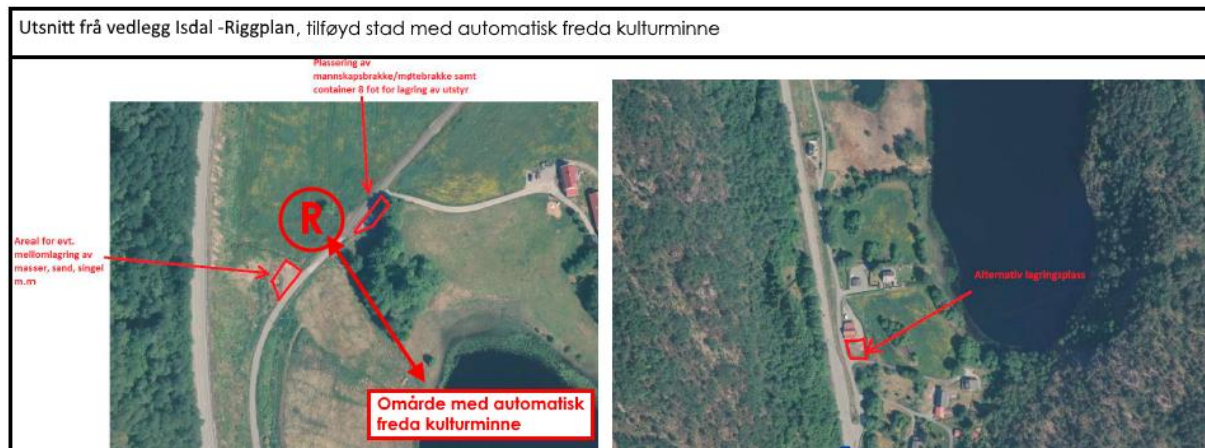 Utsnitt frå vedlegg Isdal -Riggplan, tilføyd stad med automatisk freda kulturminne
Plassering av
mannskapsbrakke/møtebrakke samt
container 8 fot for lagring av utstyr
R
Areal for evt.
mellomlagring av
masser, sand, singel
m.m
Omårde med automatisk
freda kulturminne
Alternativ lagringsplass